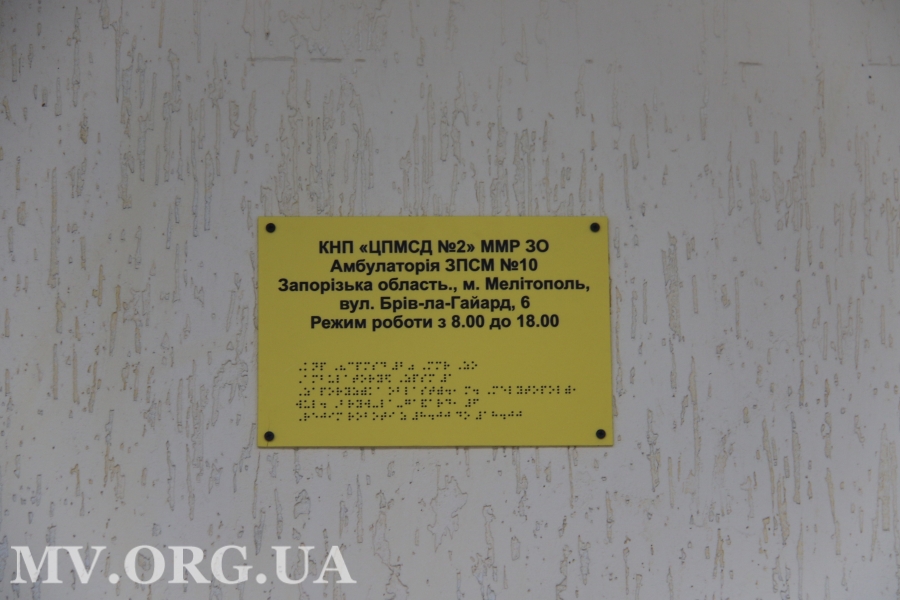 КНП «ЦПМСД №2» ММР ЗО
Амбулаторія ЗПСМ №10
Запорізька область., м. Мелітополь,
вул. Брів-ла-Гайард, 6
Режим роботи з 8.00 до 18.00
MV.ORG.UA